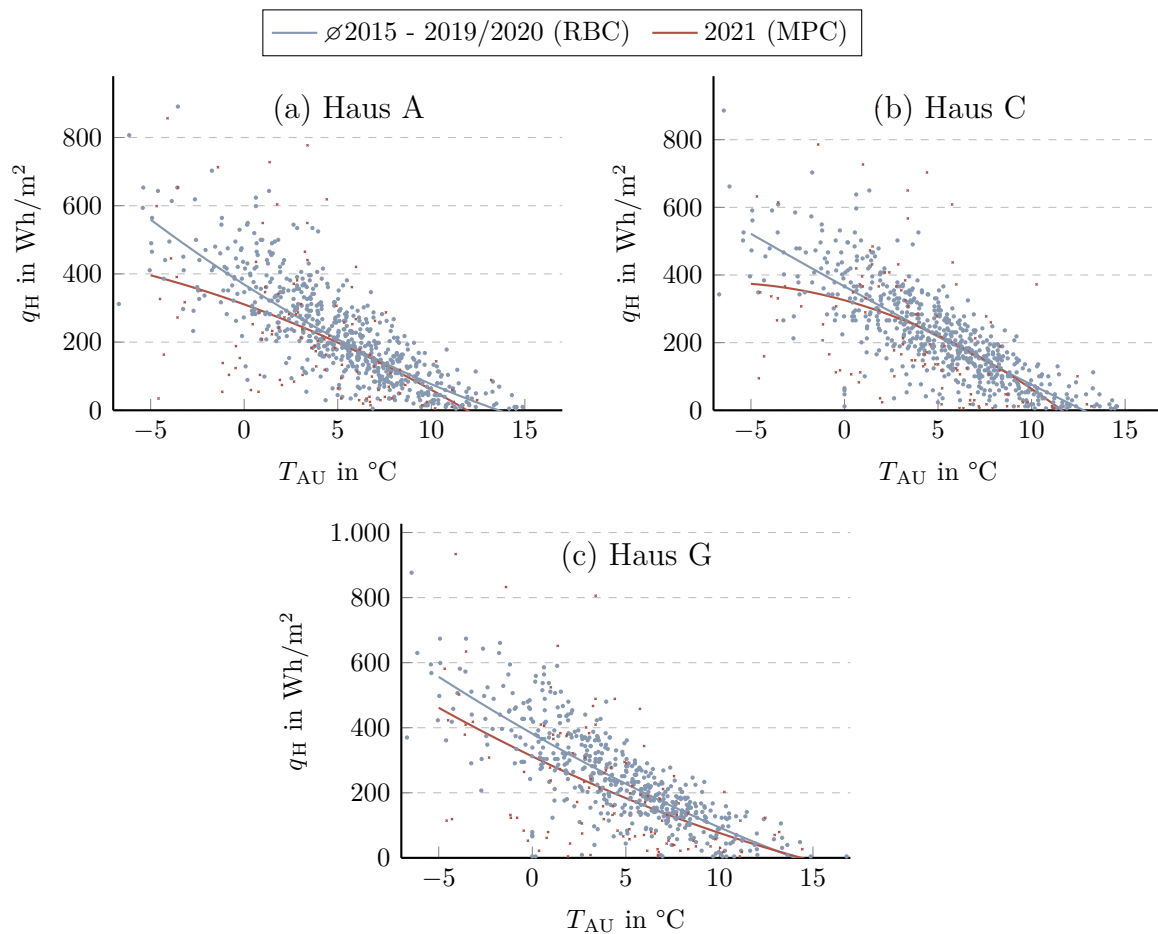 ∅2015 - 2019/2020 (RBC) 2021 (MPC)
(a) Haus A
800
600
400
200
0
q_H in Wh/m²
−5 0 5 10 15
T_AU in °C
(b) Haus C
800
600
400
200
0
q_H in Wh/m²
−5 0 5 10 15
T_AU in °C
(c) Haus G
1.000
800
600
400
200
0
q_H in Wh/m²
−5 0 5 10 15
T_AU in °C